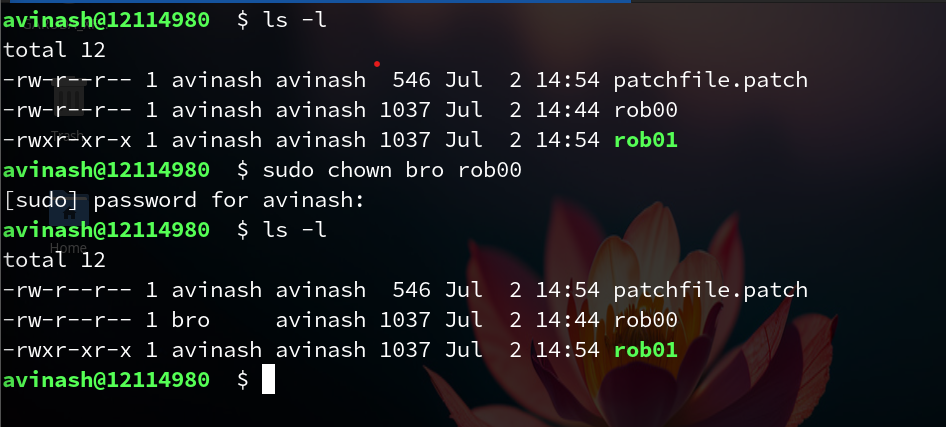 avinash@12114980  $ ls -l
total 12
-rw-r--r-- 1 avinash avinash  546 Jul  2 14:54 patchfile.patch
-rw-r--r-- 1 avinash avinash 1037 Jul  2 14:44 rob00
-rwxr-xr-x 1 avinash avinash 1037 Jul  2 14:54 rob01
Trash
avinash@12114980  $ sudo chown bro rob00
[sudo] password for avinash:
avinash@12114980  $ ls -l
Home
total 12
-rw-r--r-- 1 avinash avinash  546 Jul  2 14:54 patchfile.patch
-rw-r--r-- 1 bro     avinash 1037 Jul  2 14:44 rob00
-rwxr-xr-x 1 avinash avinash 1037 Jul  2 14:54 rob01
avinash@12114980  $